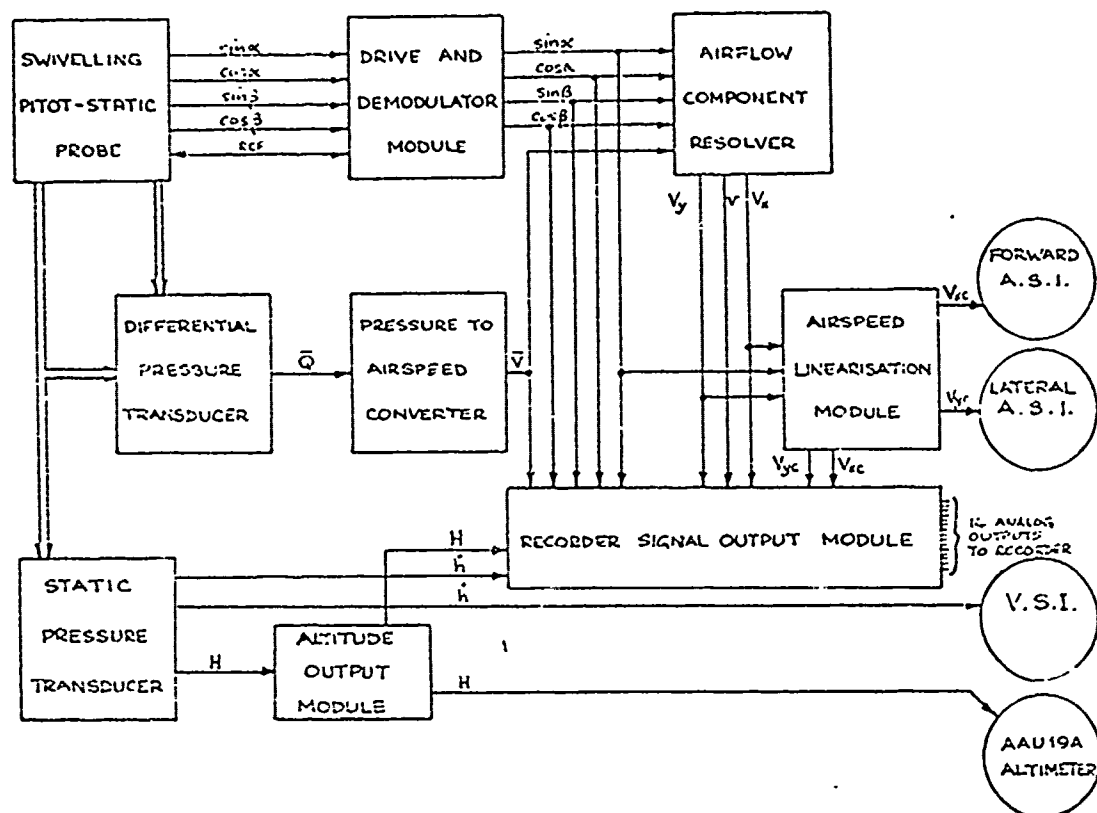 SWIVELLING
PITOT-STATIC
PROBE
sinα
cosα
sinβ
cosβ
REF
DRIVE AND
DEMODULATOR
MODULE
sinα
cosα
sinβ
cosβ
AIRFLOW
COMPONENT
RESOLVER
Vy
Vx
FORWARD
A.S.I.
LATERAL
A.S.I.
DIFFERENTIAL
PRESSURE
TRANSDUCER
Q̄
PRESSURE TO
AIRSPEED
CONVERTER
V̄
AIRSPEED
LINEARISATION
MODULE
Vxc
Vyc
Vyc
Vxc
RECORDER SIGNAL OUTPUT MODULE
ANALOG
OUTPUTS
TO RECORDER
STATIC
PRESSURE
TRANSDUCER
H
ḣ
ḣ
H
ALTITUDE
OUTPUT
MODULE
H
V.S.I.
AAU19A
ALTIMETER